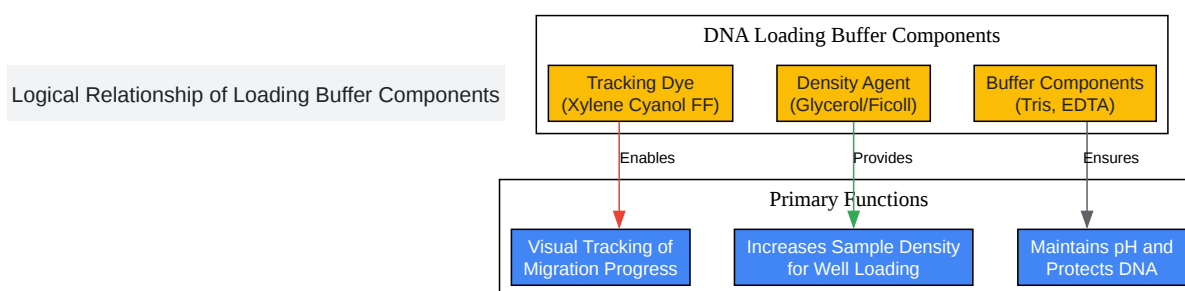 DNA Loading Buffer Components
Logical Relationship of Loading Buffer Components
Tracking Dye
(Xylene Cyanol FF)
Density Agent
(Glycerol/Ficoll)
Buffer Components
(Tris, EDTA)
Enables
Provides
Ensures
Primary Functions
Visual Tracking of
Migration Progress
Increases Sample Density
for Well Loading
Maintains pH and
Protects DNA